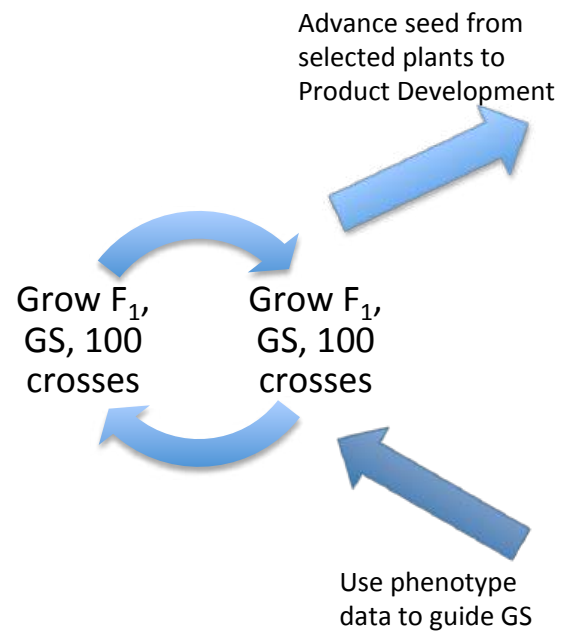 Advance seed from
selected plants to
Product Development
Grow F₁,
GS, 100
crosses
Grow F₁,
GS, 100
crosses
Use phenotype
data to guide GS